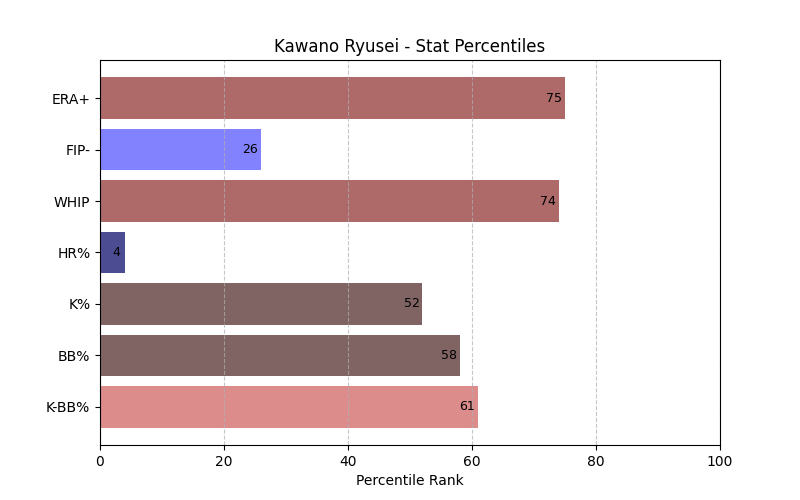 Kawano Ryusei - Stat Percentiles
ERA+ 75
FIP- 26
WHIP 74
HR% 4
K% 52
BB% 58
K-BB% 61
0 20 40 60 80 100
Percentile Rank